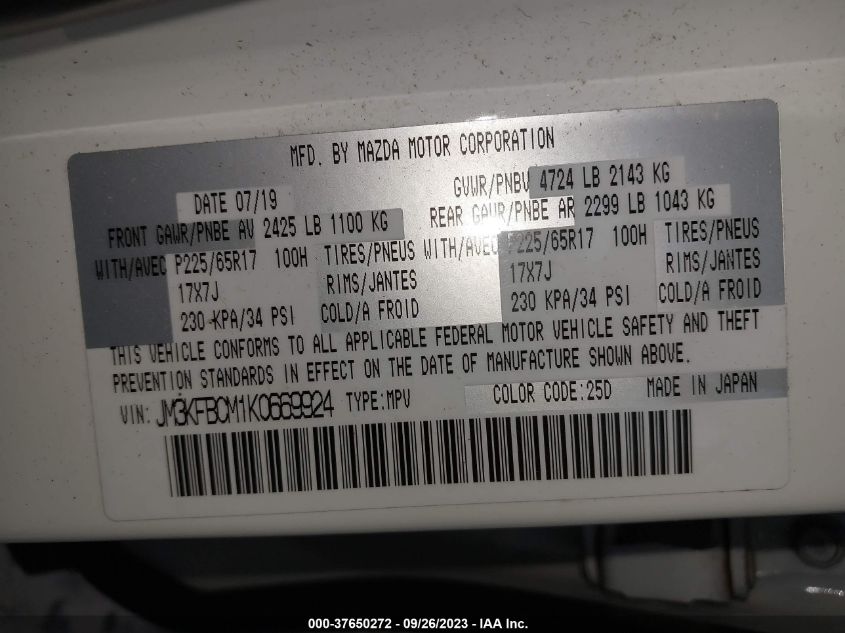 MFD. BY MAZDA MOTOR CORPORATION
DATE 07/19 GVWR/PNBV 4724 LB 2143 KG
FRONT GAWR/PNBE AV 2425 LB 1100 KG REAR GAWR/PNBE AR 2299 LB 1043 KG
WITH/AVEC P225/65R17 100H TIRES/PNEUS WITH/AVEC P225/65R17 100H TIRES/PNEUS
17X7J RIMS/JANTES 17X7J RIMS/JANTES
230 KPA/34 PSI COLD/A FROID 230 KPA/34 PSI COLD/A FROID
THIS VEHICLE CONFORMS TO ALL APPLICABLE FEDERAL MOTOR VEHICLE SAFETY AND THEFT
PREVENTION STANDARDS IN EFFECT ON THE DATE OF MANUFACTURE SHOWN ABOVE.
VIN: JM3KFBCM1K0669924 TYPE:MPV COLOR CODE:25D MADE IN JAPAN
000-37650272 - 09/26/2023 - IAA Inc.